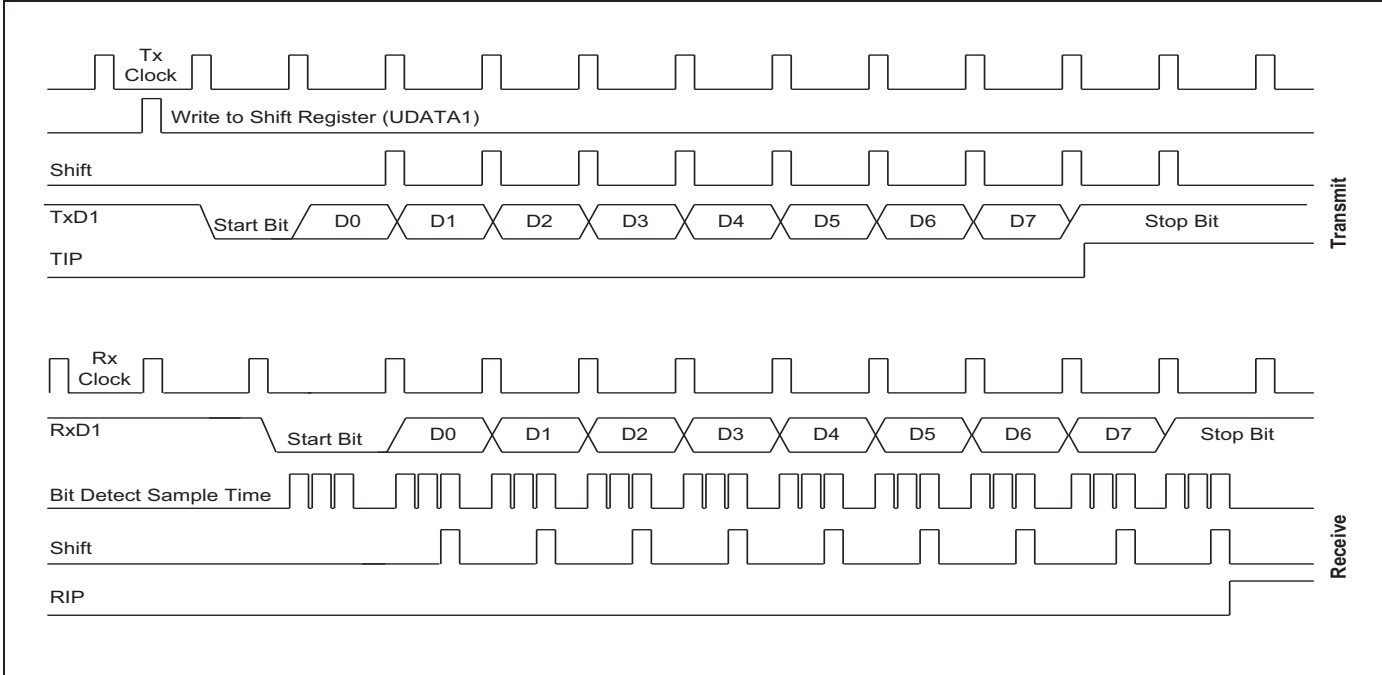 Tx
Clock
Write to Shift Register (UDATA1)
Shift
TxD1
Start Bit
D0
D1
D2
D3
D4
D5
D6
D7
Stop Bit
TIP
Transmit
Rx
Clock
RxD1
Start Bit
D0
D1
D2
D3
D4
D5
D6
D7
Stop Bit
Bit Detect Sample Time
Shift
RIP
Receive